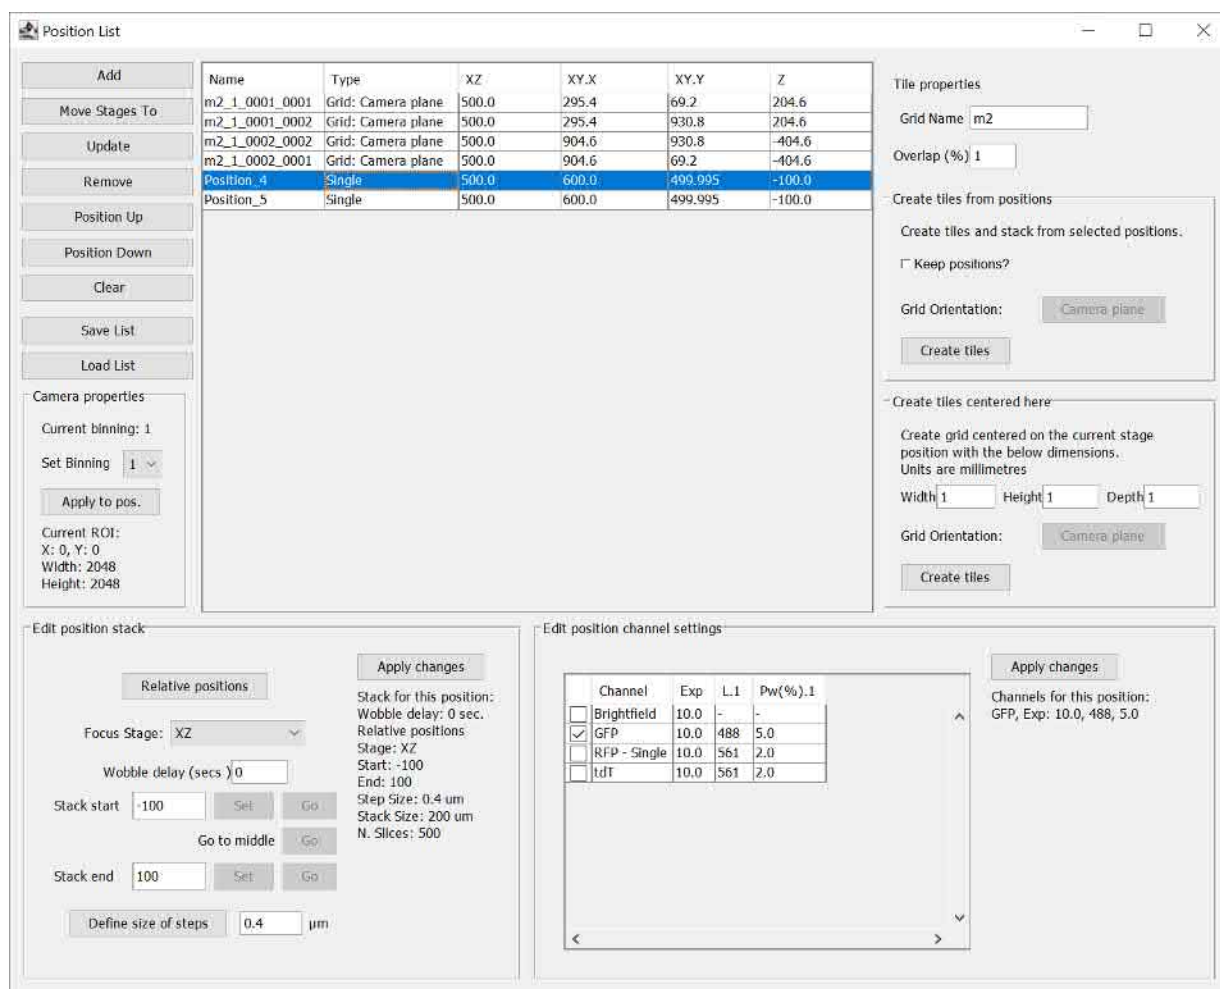 Position List
Add
Move Stages To
Update
Remove
Position Up
Position Down
Clear
Save List
Load List
Name Type XZ XY.X XY.Y Z
m2_1_0001_0001 Grid: Camera plane 500.0 295.4 69.2 204.6
m2_1_0001_0002 Grid: Camera plane 500.0 295.4 930.8 204.6
m2_1_0002_0002 Grid: Camera plane 500.0 904.6 930.8 -404.6
m2_1_0002_0001 Grid: Camera plane 500.0 904.6 69.2 -404.6
Position_4 Single 500.0 600.0 499.995 -100.0
Position_5 Single 500.0 600.0 499.995 -100.0
Tile properties
Grid Name m2
Overlap (%) 1
Create tiles from positions
Create tiles and stack from selected positions.
Keep positions?
Grid Orientation: Camera plane
Create tiles
Camera properties
Current binning: 1
Set Binning 1
Apply to pos.
Current ROI:
X: 0, Y: 0
Width: 2048
Height: 2048
Create tiles centered here
Create grid centered on the current stage
position with the below dimensions.
Units are millimetres
Width 1 Height 1 Depth 1
Grid Orientation: Camera plane
Create tiles
Edit position stack
Relative positions
Focus Stage: XZ
Wobble delay (secs ) 0
Stack start -100 Set Go
Go to middle Go
Stack end 100 Set Go
Define size of steps 0.4 µm
Apply changes
Stack for this position:
Wobble delay: 0 sec.
Relative positions
Stage: XZ
Start: -100
End: 100
Step Size: 0.4 um
Stack Size: 200 um
N. Slices: 500
Edit position channel settings
Channel Exp L.1 Pw(%).1
Brightfield 10.0 - -
GFP 10.0 488 5.0
RFP - Single 10.0 561 2.0
tdT 10.0 561 2.0
Apply changes
Channels for this position:
GFP, Exp: 10.0, 488, 5.0